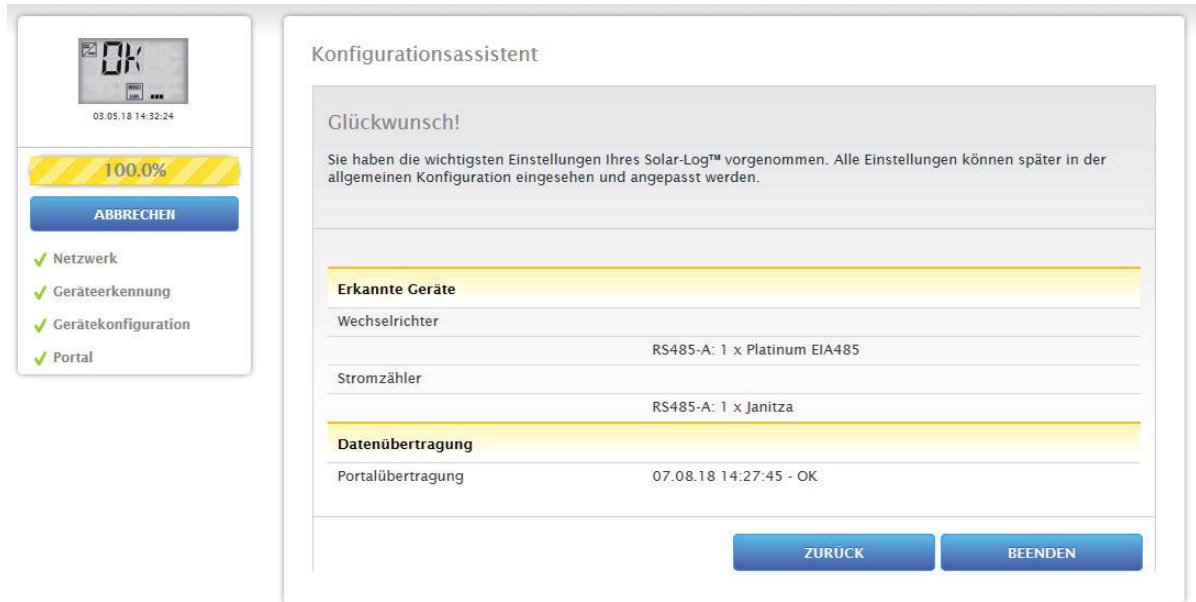 OK
03.05.18 14:32:24
100.0%
ABBRECHEN
Netzwerk
Geräteerkennung
Gerätekonfiguration
Portal
Konfigurationsassistent
Glückwunsch!
Sie haben die wichtigsten Einstellungen Ihres Solar-Log™ vorgenommen. Alle Einstellungen können später in der
allgemeinen Konfiguration eingesehen und angepasst werden.
Erkannte Geräte
Wechselrichter
RS485-A: 1 x Platinum EIA485
Stromzähler
RS485-A: 1 x Janitza
Datenübertragung
Portalübertragung 07.08.18 14:27:45 - OK
ZURÜCK BEENDEN